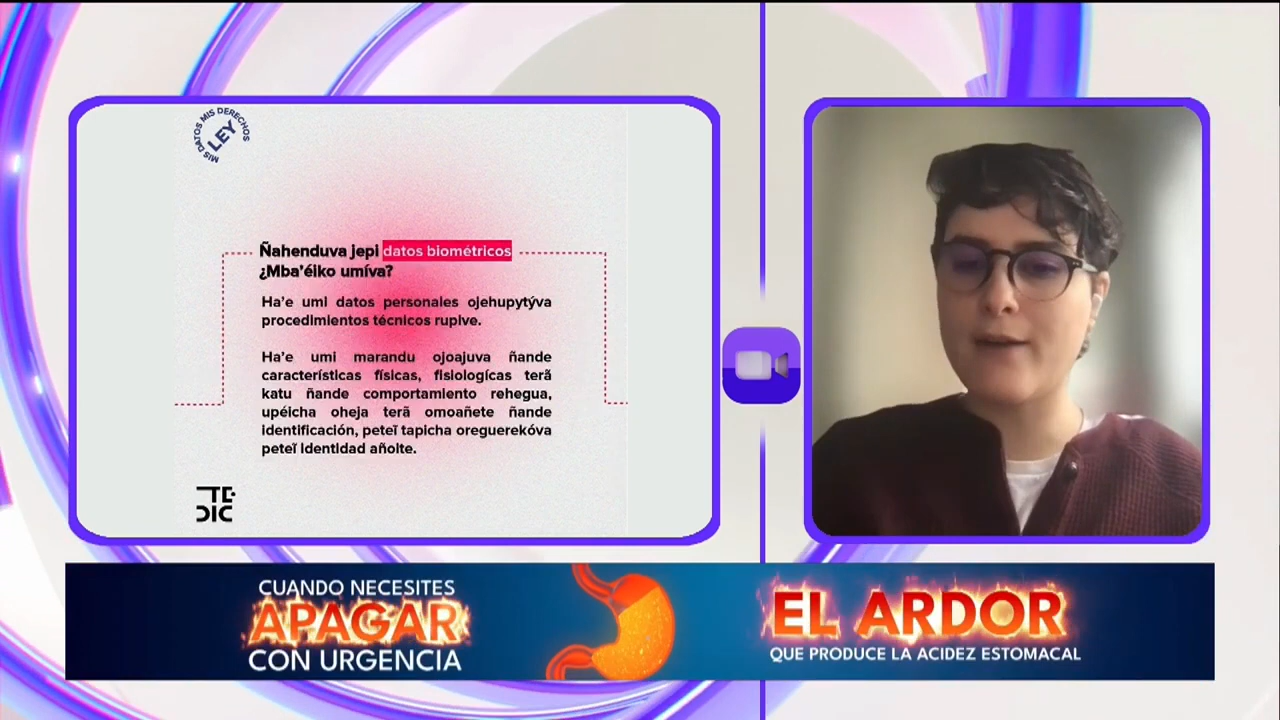 MIS DATOS MIS DERECHOS
LEY
Ñahenduva jepi datos biométricos
¿Mba’éiko umíva?
Ha’e umi datos personales ojehupytýva
procedimientos técnicos rupive.
Ha’e umi marandu ojoajuva ñande
características físicas, fisiologícas terã
katu ñande comportamiento rehegua,
upéicha oheja terã omoañete ñande
identificación, peteĩ tapicha oreguerekóva
peteĩ identidad añoite.
TEDIC
CUANDO NECESITES
APAGAR
CON URGENCIA
EL ARDOR
QUE PRODUCE LA ACIDEZ ESTOMACAL